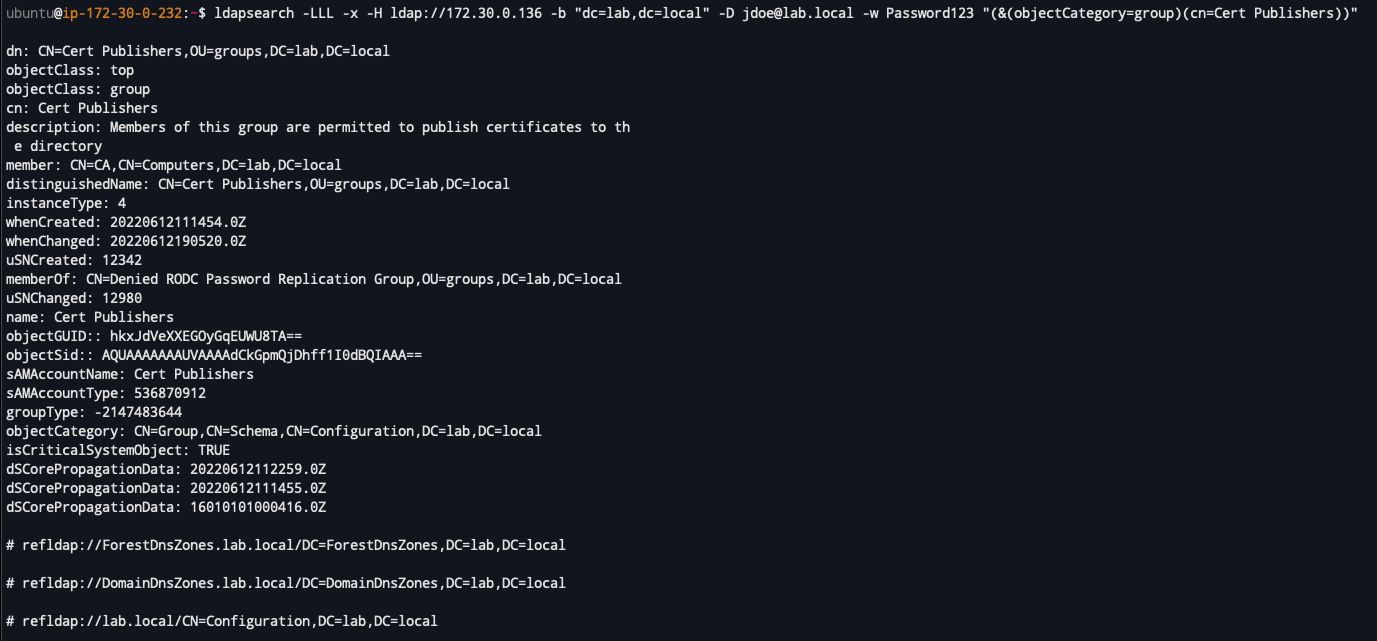 ubuntu@ip-172-30-0-232:~$ ldapsearch -LLL -x -H ldap://172.30.0.136 -b "dc=lab,dc=local" -D jdoe@lab.local -w Password123 "(&(objectCategory=group)(cn=Cert Publishers))"
dn: CN=Cert Publishers,OU=groups,DC=lab,DC=local
objectClass: top
objectClass: group
cn: Cert Publishers
description: Members of this group are permitted to publish certificates to th
 e directory
member: CN=CA,CN=Computers,DC=lab,DC=local
distinguishedName: CN=Cert Publishers,OU=groups,DC=lab,DC=local
instanceType: 4
whenCreated: 20220612111454.0Z
whenChanged: 20220612190520.0Z
uSNCreated: 12342
memberOf: CN=Denied RODC Password Replication Group,OU=groups,DC=lab,DC=local
uSNChanged: 12980
name: Cert Publishers
objectGUID:: hkxJdVeXXEGOyGqEUWU8TA==
objectSid:: AQUAAAAAAAUVAAAAdCkGpmQjDhff1I0dBQIAAA==
sAMAccountName: Cert Publishers
sAMAccountType: 536870912
groupType: -2147483644
objectCategory: CN=Group,CN=Schema,CN=Configuration,DC=lab,DC=local
isCriticalSystemObject: TRUE
dSCorePropagationData: 20220612112259.0Z
dSCorePropagationData: 20220612111455.0Z
dSCorePropagationData: 16010101000416.0Z
# refldap://ForestDnsZones.lab.local/DC=ForestDnsZones,DC=lab,DC=local
# refldap://DomainDnsZones.lab.local/DC=DomainDnsZones,DC=lab,DC=local
# refldap://lab.local/CN=Configuration,DC=lab,DC=local